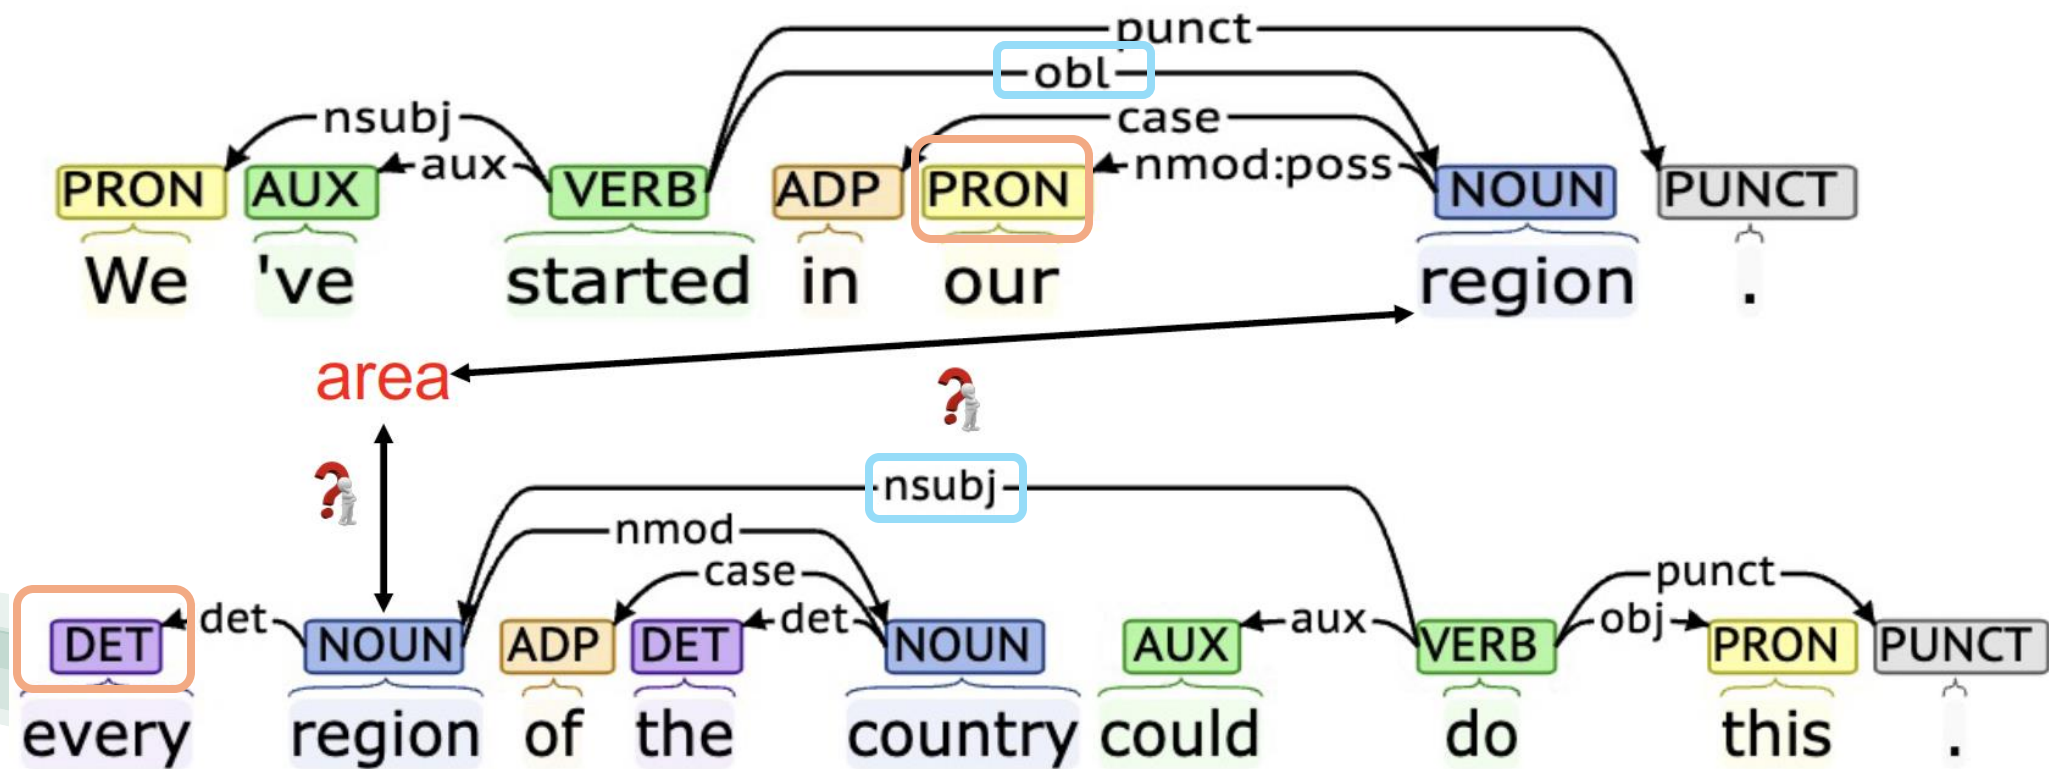 punct
obl
nsubj case
aux nmod:poss
PRON AUX VERB ADP PRON NOUN PUNCT
We 've started in our region .
area
?
?
nsubj
nmod
case punct
det det aux obj
DET NOUN ADP DET NOUN AUX VERB PRON PUNCT
every region of the country could do this .